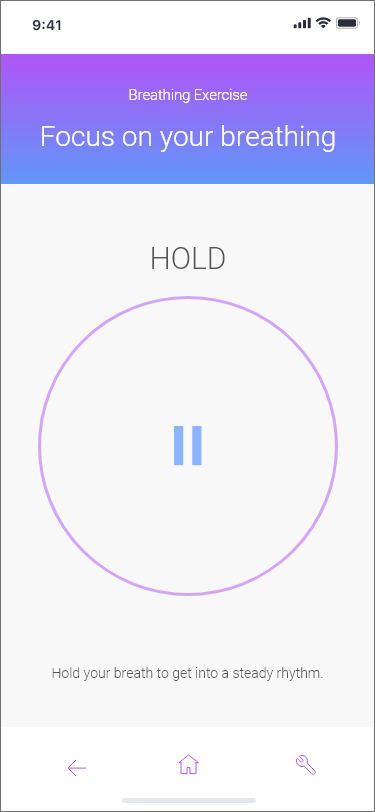 9:41
Breathing Exercise
Focus on your breathing
HOLD
Hold your breath to get into a steady rhythm.